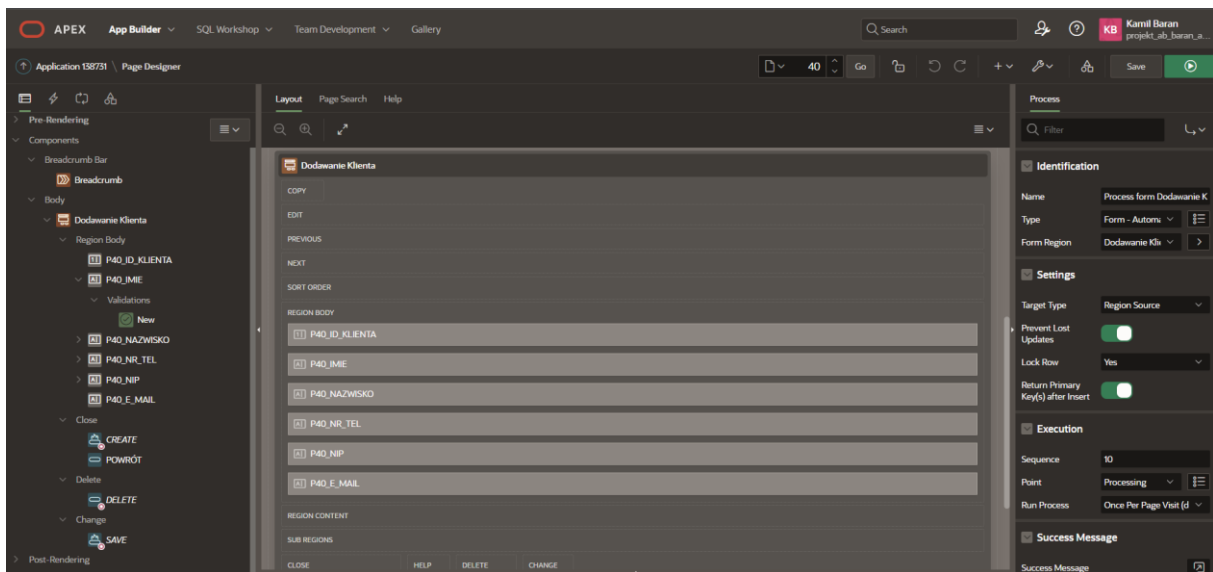 APEX App Builder SQL Workshop Team Development Gallery Search KB Kamil Baran
projekt_ab_baran_a...
Application 138731 \ Page Designer 40 Go Save
Layout Page Search Help Process
Pre-Rendering
Components
Breadcrumb Bar
Breadcrumb
Body
Dodawanie Klienta
Region Body
P40_ID_KLIENTA
P40_IMIE
Validations
New
P40_NAZWISKO
P40_NR_TEL
P40_NIP
P40_E_MAIL
Close
CREATE
POWRÓT
Delete
DELETE
Change
SAVE
Post-Rendering
Dodawanie Klienta
COPY
EDIT
PREVIOUS
NEXT
SORT ORDER
REGION BODY
P40_ID_KLIENTA
P40_IMIE
P40_NAZWISKO
P40_NR_TEL
P40_NIP
P40_E_MAIL
REGION CONTENT
SUB REGIONS
CLOSE HELP DELETE CHANGE
Filter
Identification
Name Process form Dodawanie K
Type Form - Automa
Form Region Dodawanie Klie
Settings
Target Type Region Source
Prevent Lost
Updates
Lock Row Yes
Return Primary
Key(s) after Insert
Execution
Sequence 10
Point Processing
Run Process Once Per Page Visit (d
Success Message
Success Message